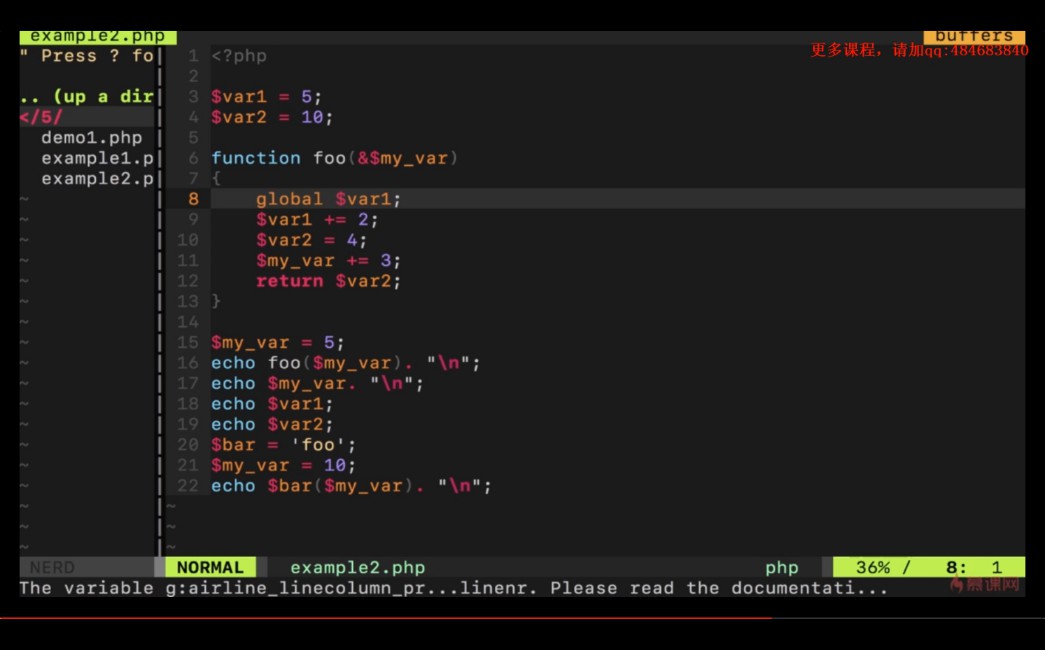 example2.php buffers
更多课程，请加qq:484683840
" Press ? fo
.. (up a dir
</5/
demo1.php
example1.p
example2.p
1 <?php
2
3 $var1 = 5;
4 $var2 = 10;
5
6 function foo(&$my_var)
7 {
8 global $var1;
9 $var1 += 2;
10 $var2 = 4;
11 $my_var += 3;
12 return $var2;
13 }
14
15 $my_var = 5;
16 echo foo($my_var). "\n";
17 echo $my_var. "\n";
18 echo $var1;
19 echo $var2;
20 $bar = 'foo';
21 $my_var = 10;
22 echo $bar($my_var). "\n";
NERD NORMAL example2.php php 36% / 8: 1
The variable g:airline_linecolumn_pr...linenr. Please read the documentati...
慕课网